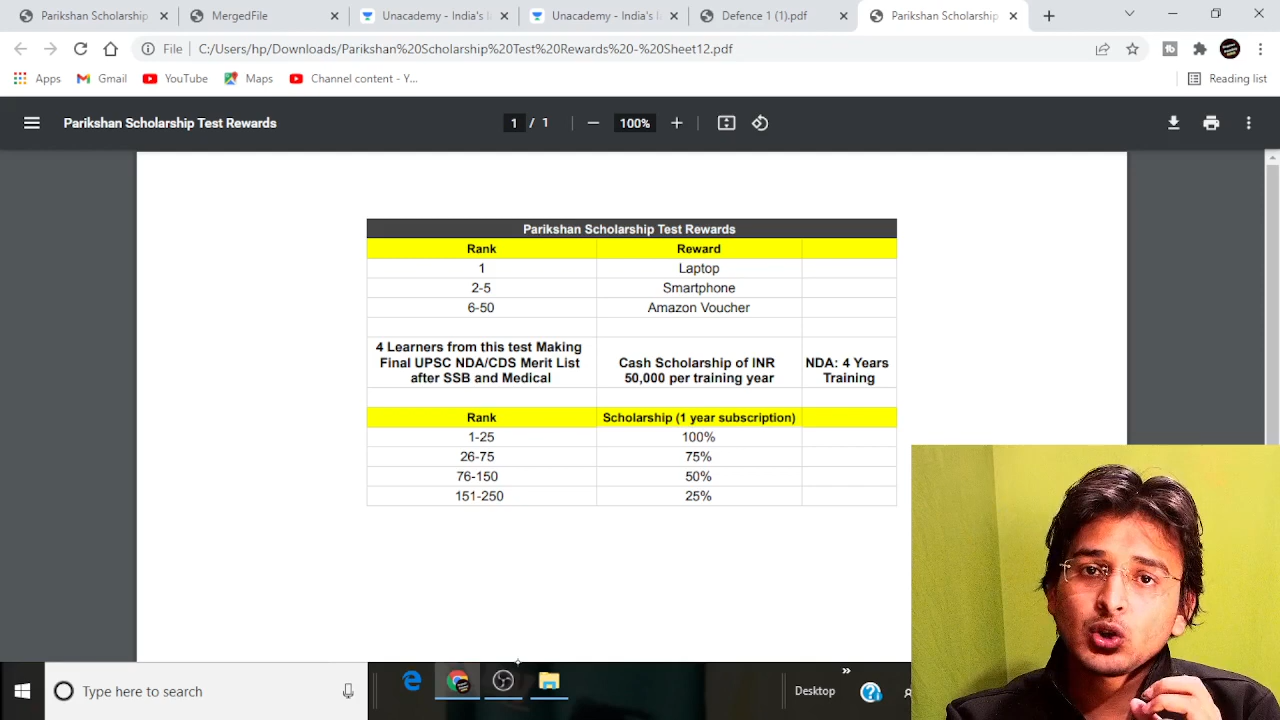 Parikshan Scholarship
MergedFile
Unacademy - India's l
Unacademy - India's l
Defence 1 (1).pdf
Parikshan Scholarship
File
C:/Users/hp/Downloads/Parikshan%20Scholarship%20Test%20Rewards%20-%20Sheet12.pdf
Apps
Gmail
YouTube
Maps
Channel content - Y...
Reading list
Parikshan Scholarship Test Rewards
1 / 1
100%
Parikshan Scholarship Test Rewards
Rank Reward
1 Laptop
2-5 Smartphone
6-50 Amazon Voucher
4 Learners from this test Making
Final UPSC NDA/CDS Merit List
after SSB and Medical
Cash Scholarship of INR
50,000 per training year
NDA: 4 Years
Training
Rank Scholarship (1 year subscription)
1-25 100%
26-75 75%
76-150 50%
151-250 25%
Type here to search
Desktop